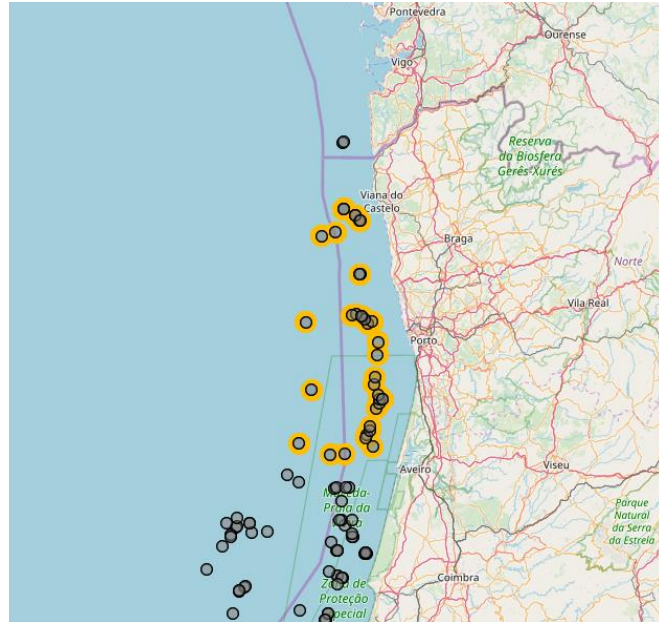 Pontevedra
Ourense
Vigo
Reserva
da Biosfera
Gerês-Xurés
Viana do
Castelo
Braga
Norte
Vila Real
Porto
Aveiro
Viseu
Praia da
Parque
Natural
da Serra
da Estrela
Coimbra
de
Proteção
Especial